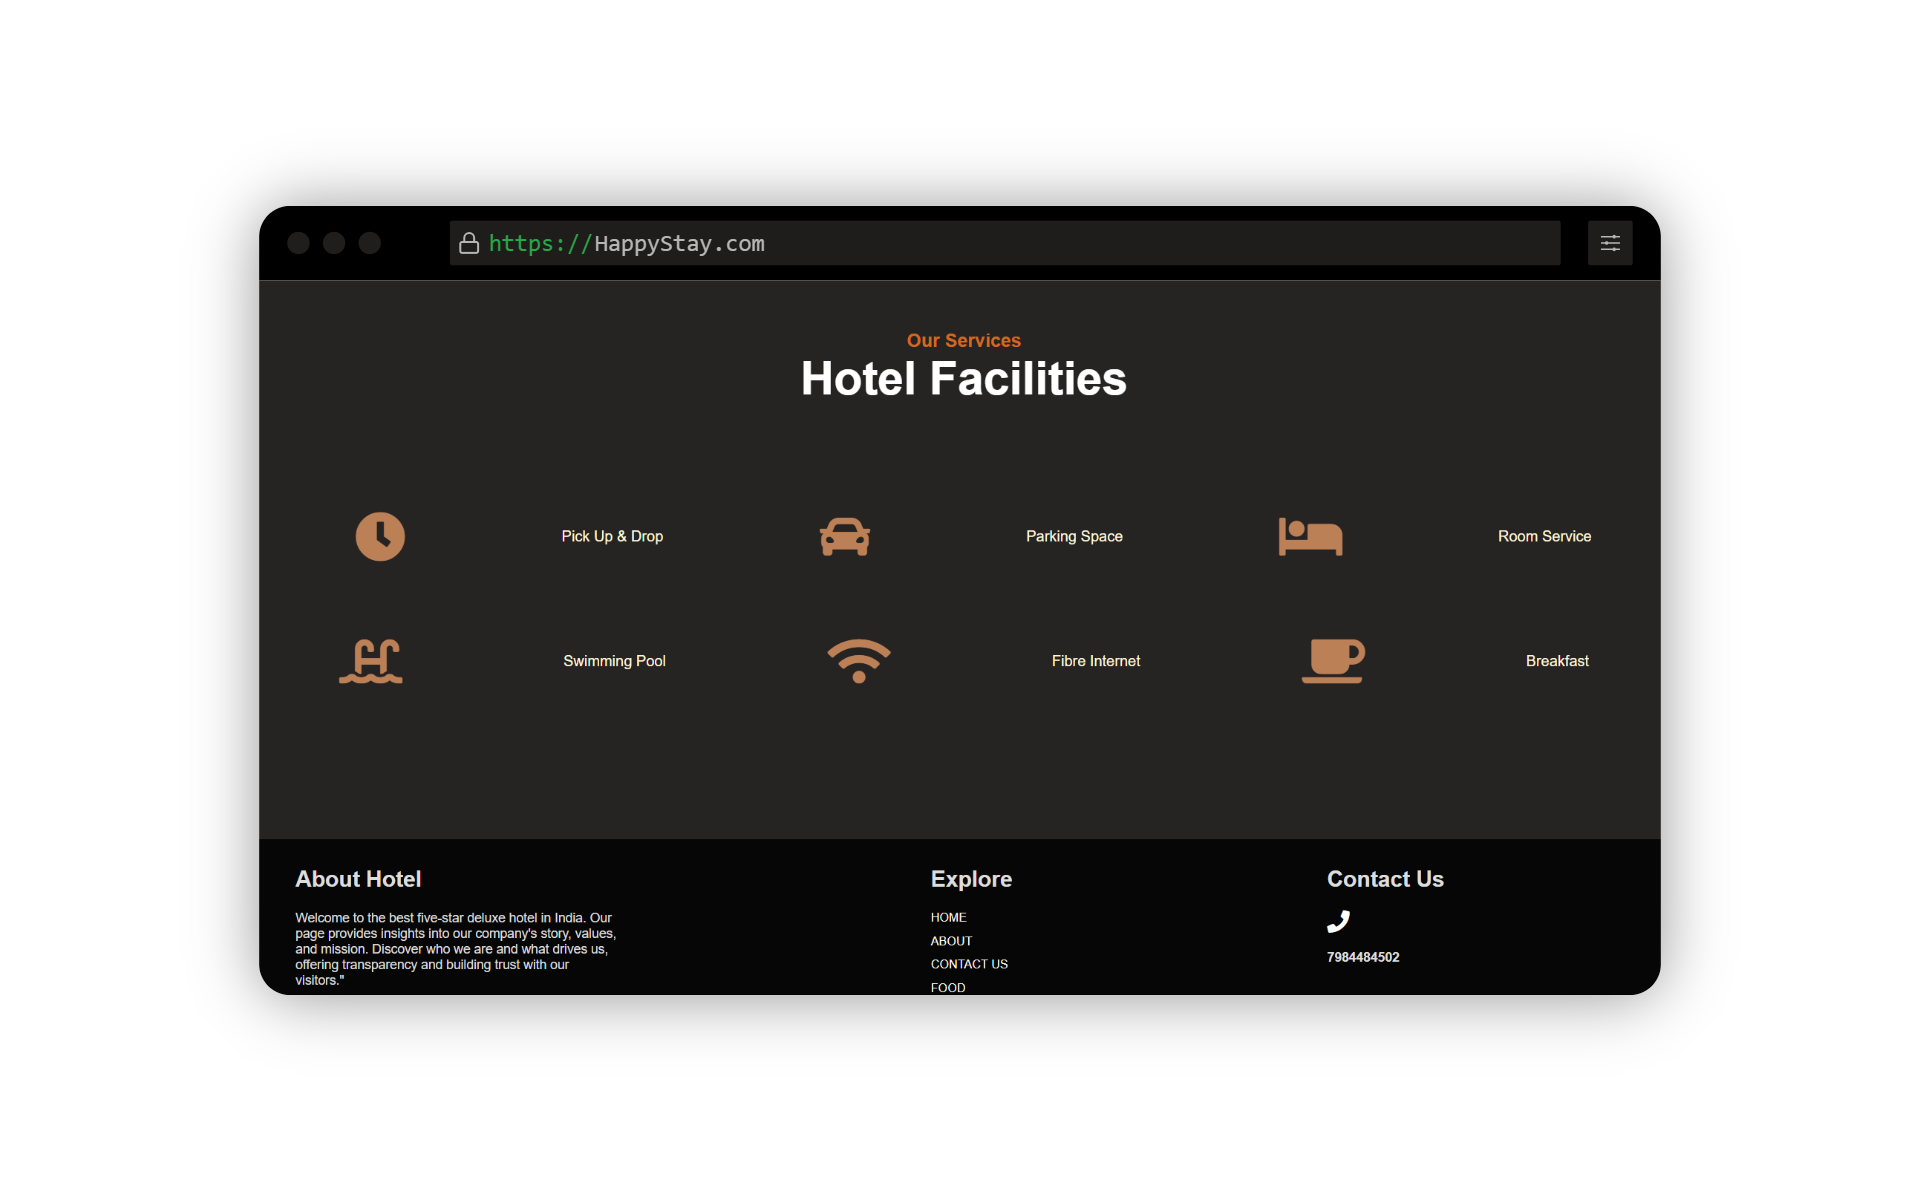 https://HappyStay.com
Our Services
Hotel Facilities
Pick Up & Drop
Parking Space
Room Service
Swimming Pool
Fibre Internet
Breakfast
About Hotel
Welcome to the best five-star deluxe hotel in India. Our
page provides insights into our company's story, values,
and mission. Discover who we are and what drives us,
offering transparency and building trust with our
visitors."
Explore
HOME
ABOUT
CONTACT US
FOOD
Contact Us
7984484502